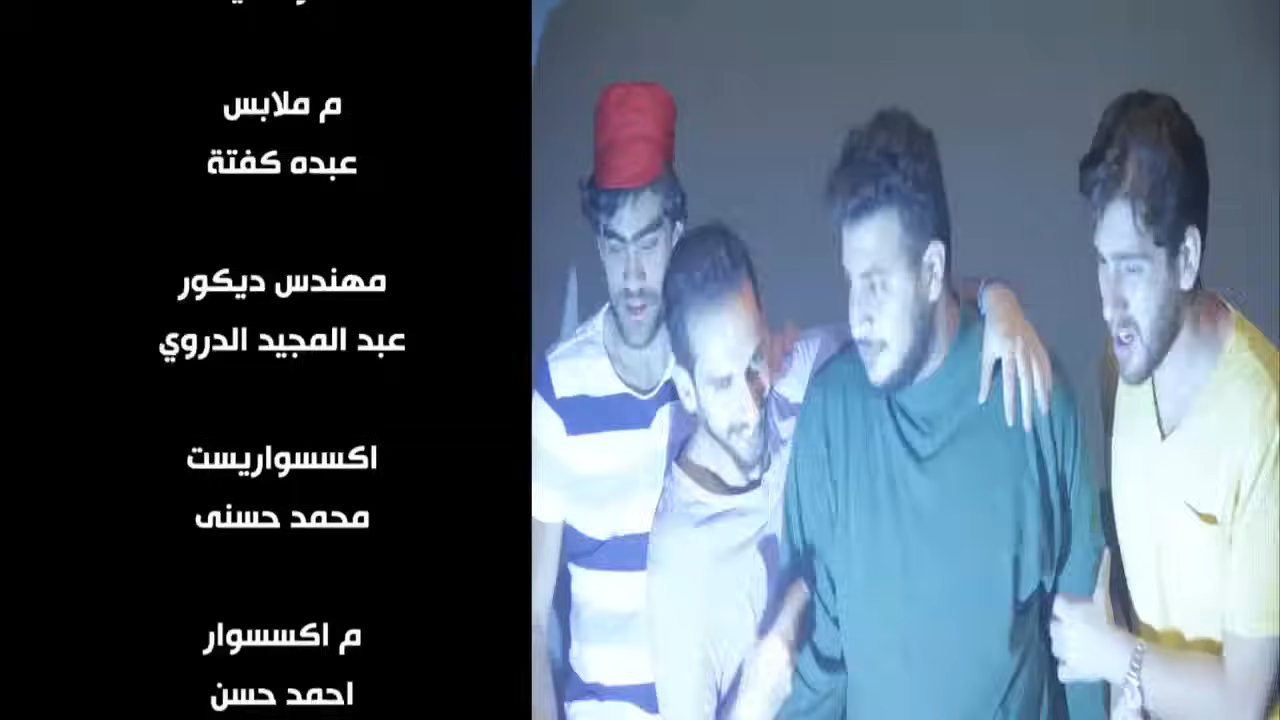 م ملابس
عبده كفتة
مهندس ديكور
عبد المجيد الدروي
اكسسواريست
محمد حسنى
م اكسسوار
احمد حسن